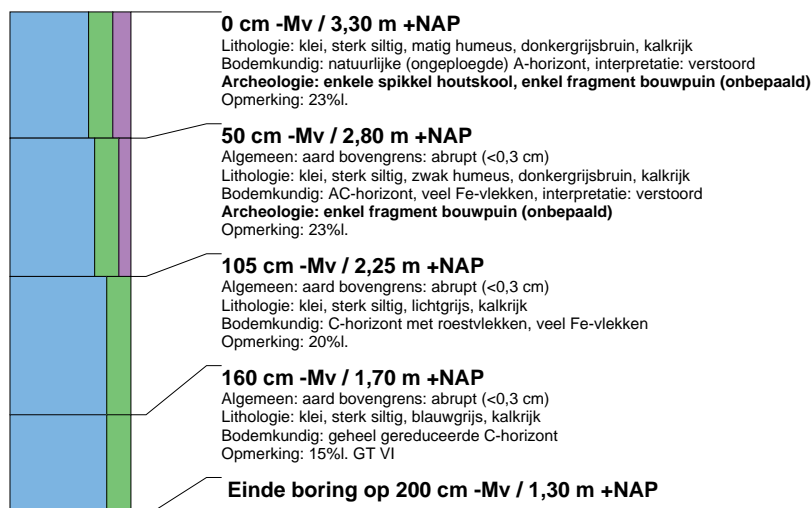 0 cm -Mv / 3,30 m +NAP
Lithologie: klei, sterk siltig, matig humeus, donkergrijsbruin, kalkrijk
Bodemkundig: natuurlijke (ongeploegde) A-horizont, interpretatie: verstoord
Archeologie: enkele spikkel houtskool, enkel fragment bouwpuin (onbepaald)
Opmerking: 23%l.
50 cm -Mv / 2,80 m +NAP
Algemeen: aard bovengrens: abrupt (<0,3 cm)
Lithologie: klei, sterk siltig, zwak humeus, donkergrijsbruin, kalkrijk
Bodemkundig: AC-horizont, veel Fe-vlekken, interpretatie: verstoord
Archeologie: enkel fragment bouwpuin (onbepaald)
Opmerking: 23%l.
105 cm -Mv / 2,25 m +NAP
Algemeen: aard bovengrens: abrupt (<0,3 cm)
Lithologie: klei, sterk siltig, lichtgrijs, kalkrijk
Bodemkundig: C-horizont met roestvlekken, veel Fe-vlekken
Opmerking: 20%l.
160 cm -Mv / 1,70 m +NAP
Algemeen: aard bovengrens: abrupt (<0,3 cm)
Lithologie: klei, sterk siltig, blauwgrijs, kalkrijk
Bodemkundig: geheel gereduceerde C-horizont
Opmerking: 15%l. GT VI
Einde boring op 200 cm -Mv / 1,30 m +NAP